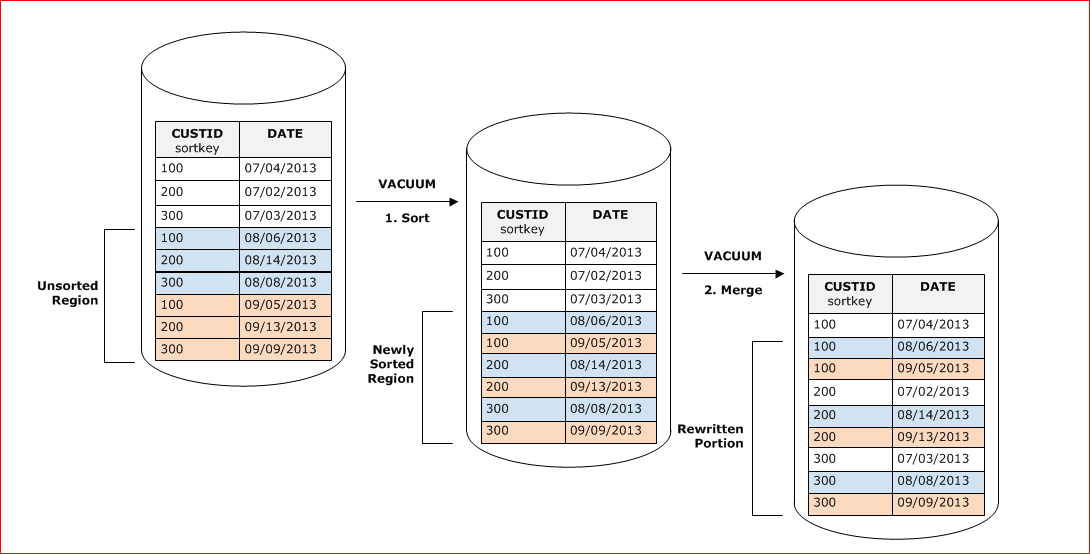 CUSTID DATE
sortkey
100 07/04/2013
200 07/02/2013
300 07/03/2013
100 08/06/2013
200 08/14/2013
300 08/08/2013
100 09/05/2013
200 09/13/2013
300 09/09/2013
Unsorted
Region
VACUUM
1. Sort
CUSTID DATE
sortkey
100 07/04/2013
200 07/02/2013
300 07/03/2013
100 08/06/2013
100 09/05/2013
200 08/14/2013
200 09/13/2013
300 08/08/2013
300 09/09/2013
Newly
Sorted
Region
VACUUM
2. Merge
CUSTID DATE
sortkey
100 07/04/2013
100 08/06/2013
100 09/05/2013
200 07/02/2013
200 08/14/2013
200 09/13/2013
300 07/03/2013
300 08/08/2013
300 09/09/2013
Rewritten
Portion